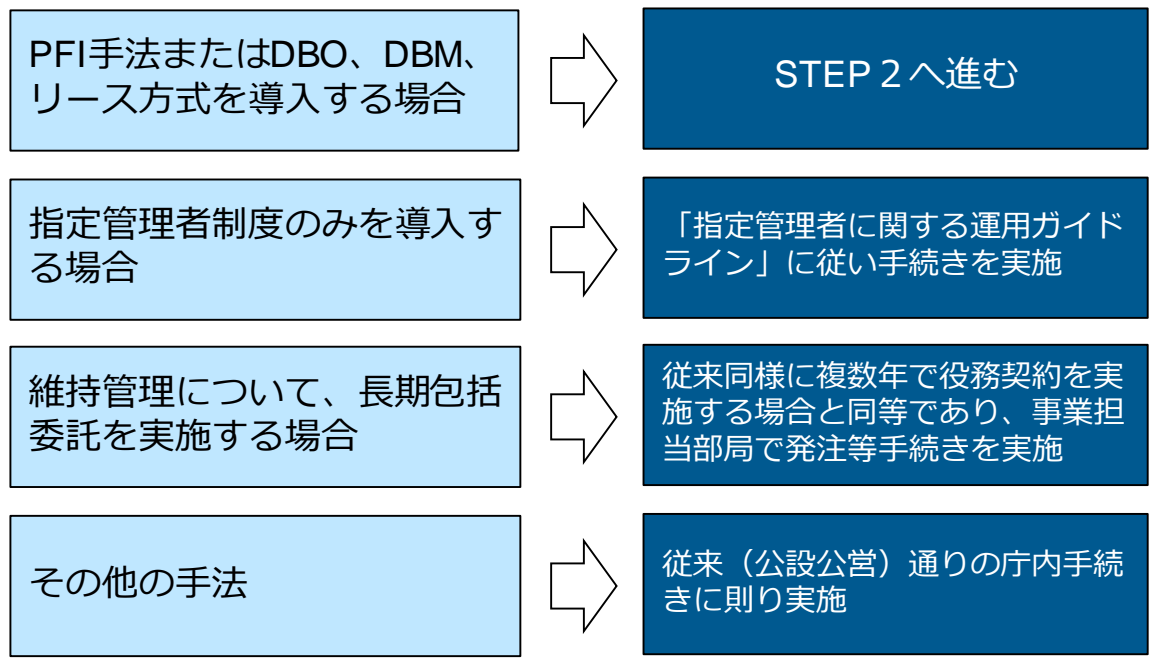 PFI手法またはDBO、DBM、
リース方式を導入する場合
STEP２へ進む
指定管理者制度のみを導入す
る場合
「指定管理者に関する運用ガイド
ライン」に従い手続きを実施
維持管理について、長期包括
委託を実施する場合
従来同様に複数年で役務契約を実
施する場合と同等であり、事業担
当部局で発注等手続きを実施
その他の手法
従来（公設公営）通りの庁内手続
きに則り実施